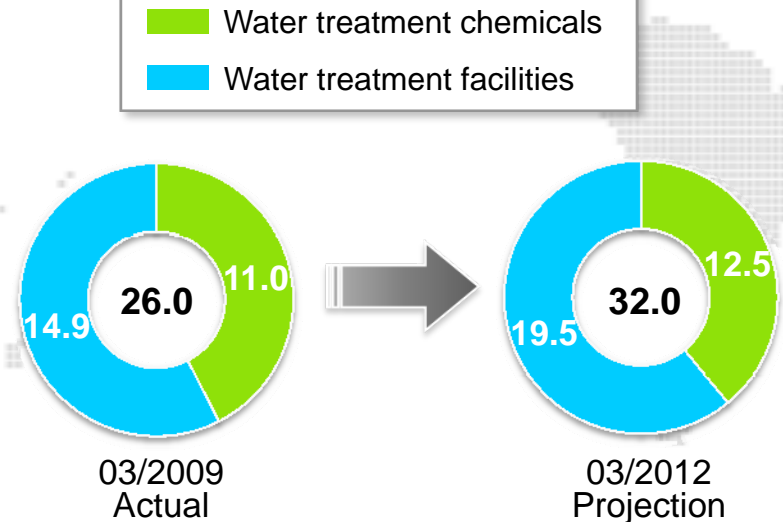 Water treatment chemicals
Water treatment facilities
11.0
26.0
14.9
12.5
32.0
19.5
03/2009
Actual
03/2012
Projection